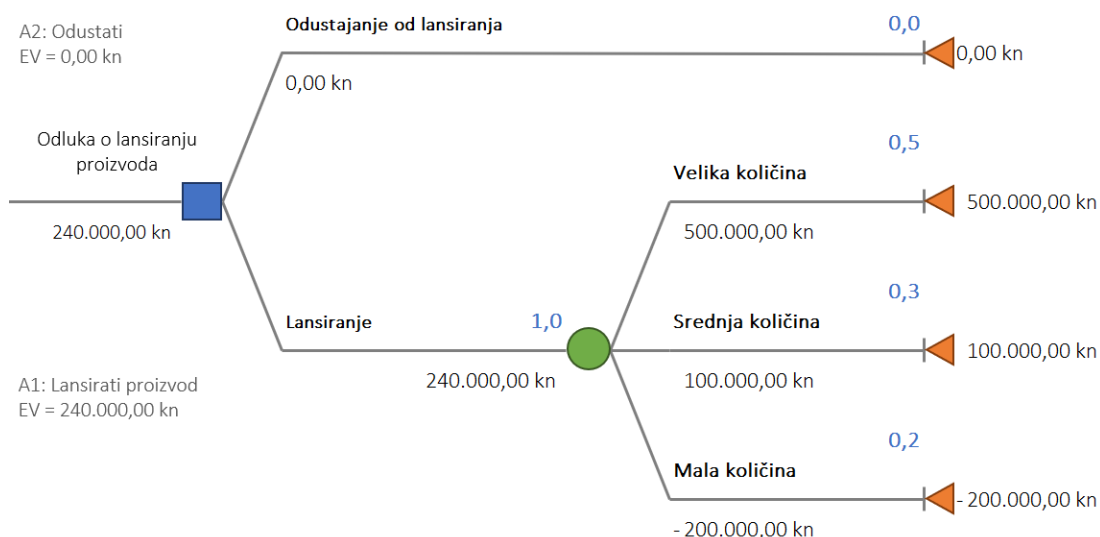 A2: Odustati
EV = 0,00 kn
Odustajanje od lansiranja
0,0
0,00 kn
0,00 kn
Odluka o lansiranju
proizvoda
240.000,00 kn
0,5
Velika količina
500.000,00 kn
500.000,00 kn
Lansiranje
1,0
240.000,00 kn
0,3
Srednja količina
100.000,00 kn
100.000,00 kn
A1: Lansirati proizvod
EV = 240.000,00 kn
0,2
Mala količina
- 200.000,00 kn
- 200.000.00 kn